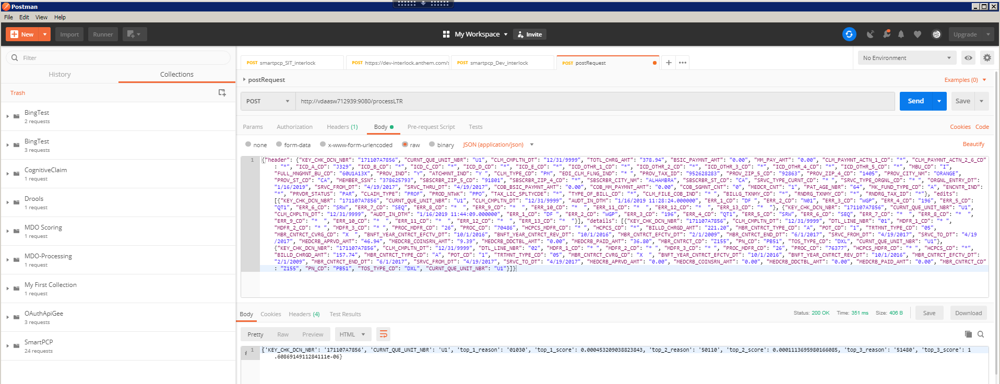 Postman
File Edit View Help
New Import Runner My Workspace Invite Upgrade
Filter
History Collections
Trash
BingTest
2 requests
BingTest
3 requests
CognitiveClaim
1 request
Drools
1 request
MDO Scoring
1 request
MDO-Processing
1 request
My First Collection
1 request
OAuthApiGee
3 requests
SmartPCP
24 requests
POST smartpcp_SIT_interlock POST https://dev-interlock.anthem.com/s POST smartpcp_Dev_interlock POST postRequest + ••• No Environment
postRequest Examples (0)
POST http://vdaasw712939:9080/processLTR Send Save
Params Authorization Headers (1) Body Pre-request Script Tests Cookies Code
none form-data x-www-form-urlencoded raw binary JSON (application/json) Beautify
1 {"header": {"KEY_CHK_DCN_NBR": "171107A7856", "CURNT_QUE_UNIT_NBR": "U1", "CLM_CMPLTN_DT": "12/31/9999", "TOTL_CHRG_AMT": "378.94", "BSIC_PAYMNT_AMT": "0.00", "MM_PAY_AMT": "0.00", "CLM_PAYMNT_ACTN_1_CD": "*", "CLM_PAYMNT_ACTN_2_6_CD"
: "*", "ICD_A_CD": "J329", "ICD_B_CD": "*", "ICD_C_CD": "*", "ICD_D_CD": "*", "ICD_E_CD": "*", "ICD_OTHR_1_CD": "*", "ICD_OTHR_2_CD": "*", "ICD_OTHR_3_CD": "*", "ICD_OTHR_4_CD": "*", "ICD_OTHR_5_CD": "*", "MBU_CD": "I",
"FULL_MNGMNT_BU_CD": "60U1A13X", "PROV_IND": "Y", "ATCHMNT_IND": "Y ", "CLM_TYPE_CD": "PM", "EDI_CLM_FLNG_IND": "* ", "PROV_TAX_ID": "952628283", "PROV_ZIP_5_CD": "92863", "PROV_ZIP_4_CD": "1405", "PROV_CITY_NM": "ORANGE",
"PROV_ST_CD": "CA", "MEMBER_SSN": "378625793", "SBSCRBR_ZIP_5_CD": "91801", "SBSCRBR_ZIP_4_CD": "*", "SBSCRBR_CITY_NM": "ALHAMBRA", "SBSCRBR_ST_CD": "CA", "SRVC_TYPE_CURNT_CD": "* ", "SRVC_TYPE_ORGNL_CD": "* ", "ORGNL_ENTRY_DT":
"1/16/2019", "SRVC_FROM_DT": "4/19/2017", "SRVC_THRU_DT": "4/19/2017", "COB_BSIC_PAYMNT_AMT": "0.00", "COB_MM_PAYMNT_AMT": "0.00", "COB_SGMNT_CNT": "0", "MEDCR_CNT": "1", "PAT_AGE_NBR": "64", "MK_FUND_TYPE_CD": "A", "ENCNTR_IND":
"*", "PRVDR_STATUS": "PAR", "CLAIM_TYPE": "PROF", "PROD_NTWK": "PPO", "TAX_LIC_SPLTYCDE": "*", "TYPE_OF_BILL_CD": "*", "CLM_FILE_COB_IND": "* ", "BILLG_TXNMY_CD": "*", "RNDRG_TXNMY_CD": "*", "RNDRG_TAX_ID": "*"}, "edits":
[{"KEY_CHK_DCN_NBR": "171107A7856", "CURNT_QUE_UNIT_NBR": "U1", "CLM_CMPLTN_DT": "12/31/9999", "AUDT_IN_DTM": "1/16/2019 11:28:24.000000", "ERR_1_CD": "DF ", "ERR_2_CD": "N01", "ERR_3_CD": "WGP", "ERR_4_CD": "196", "ERR_5_CD":
"QT1", "ERR_6_CD": "SRW", "ERR_7_CD": "SEQ", "ERR_8_CD": "*  ", "ERR_9_CD": "*  ", "ERR_10_CD": "*  ", "ERR_11_CD": "*  ", "ERR_12_CD": "*  ", "ERR_13_CD": "*  "}, {"KEY_CHK_DCN_NBR": "171107A7856", "CURNT_QUE_UNIT_NBR": "U1",
"CLM_CMPLTN_DT": "12/31/9999", "AUDT_IN_DTM": "1/16/2019 11:44:09.000000", "ERR_1_CD": "DF ", "ERR_2_CD": "WGP", "ERR_3_CD": "196", "ERR_4_CD": "QT1", "ERR_5_CD": "SRW", "ERR_6_CD": "SEQ", "ERR_7_CD": "*  ", "ERR_8_CD": "*  ",
"ERR_9_CD": "*  ", "ERR_10_CD": "*  ", "ERR_11_CD": "*  ", "ERR_12_CD": "*  ", "ERR_13_CD": "*  "}], "details": [{"KEY_CHK_DCN_NBR": "171107A7856", "CLM_CMPLTN_DT": "12/31/9999", "DTL_LINE_NBR": "01", "MDFR_1_CD": "* ",
"MDFR_2_CD": "* ", "MDFR_3_CD": "* ", "PROC_MDFR_CD": "26", "PROC_CD": "70486", "HCPCS_MDFR_CD": "* ", "HCPCS_CD": "*", "BILLD_CHRGD_AMT": "221.20", "MBR_CNTRCT_TYPE_CD": "A", "POT_CD": "1", "TRTMNT_TYPE_CD": "05",
"MBR_CNTRCT_CVRG_CD": "X  ", "BNFT_YEAR_CNTRCT_EFCTV_DT": "10/1/2016", "BNFT_YEAR_CNTRCT_REV_DT": "10/1/2016", "MBR_CNTRCT_EFCTV_DT": "2/1/2009", "MBR_CNTRCT_END_DT": "6/1/2017", "SRVC_FROM_DT": "4/19/2017", "SRVC_TO_DT": "4/19
/2017", "MEDCRB_APRVD_AMT": "46.94", "MEDCRB_COINSRN_AMT": "9.39", "MEDCRB_DDCTBL_AMT": "0.00", "MEDCRB_PAID_AMT": "36.80", "MBR_CNTRCT_CD": "Z155", "PN_CD": "PB51", "TOS_TYPE_CD": "DXL", "CURNT_QUE_UNIT_NBR": "U1"},
{"KEY_CHK_DCN_NBR": "171107A7856", "CLM_CMPLTN_DT": "12/31/9999", "DTL_LINE_NBR": "02", "MDFR_1_CD": "* ", "MDFR_2_CD": "* ", "MDFR_3_CD": "* ", "PROC_MDFR_CD": "26", "PROC_CD": "76377", "HCPCS_MDFR_CD": "* ", "HCPCS_CD": "*",
"BILLD_CHRGD_AMT": "157.74", "MBR_CNTRCT_TYPE_CD": "A", "POT_CD": "1", "TRTMNT_TYPE_CD": "05", "MBR_CNTRCT_CVRG_CD": "X  ", "BNFT_YEAR_CNTRCT_EFCTV_DT": "10/1/2016", "BNFT_YEAR_CNTRCT_REV_DT": "10/1/2016", "MBR_CNTRCT_EFCTV_DT":
"2/1/2009", "MBR_CNTRCT_END_DT": "6/1/2017", "SRVC_FROM_DT": "4/19/2017", "SRVC_TO_DT": "4/19/2017", "MEDCRB_APRVD_AMT": "0.00", "MEDCRB_COINSRN_AMT": "0.00", "MEDCRB_DDCTBL_AMT": "0.00", "MEDCRB_PAID_AMT": "0.00", "MBR_CNTRCT_CD"
: "Z155", "PN_CD": "PB51", "TOS_TYPE_CD": "DXL", "CURNT_QUE_UNIT_NBR": "U1"}]}
Body Cookies Headers (4) Test Results Status: 200 OK Time: 351 ms Size: 406 B Save Download
Pretty Raw Preview HTML
i 1 {'KEY_CHK_DCN_NBR': '171107A7856', 'CURNT_QUE_UNIT_NBR': 'U1', 'top_1_reason': '01030', 'top_1_score': 0.000453209038823843, 'top_2_reason': '50110', 'top_2_score': 0.0001113695980166085, 'top_3_reason': '51480', 'top_3_score': 1
.6086914911284111e-06}